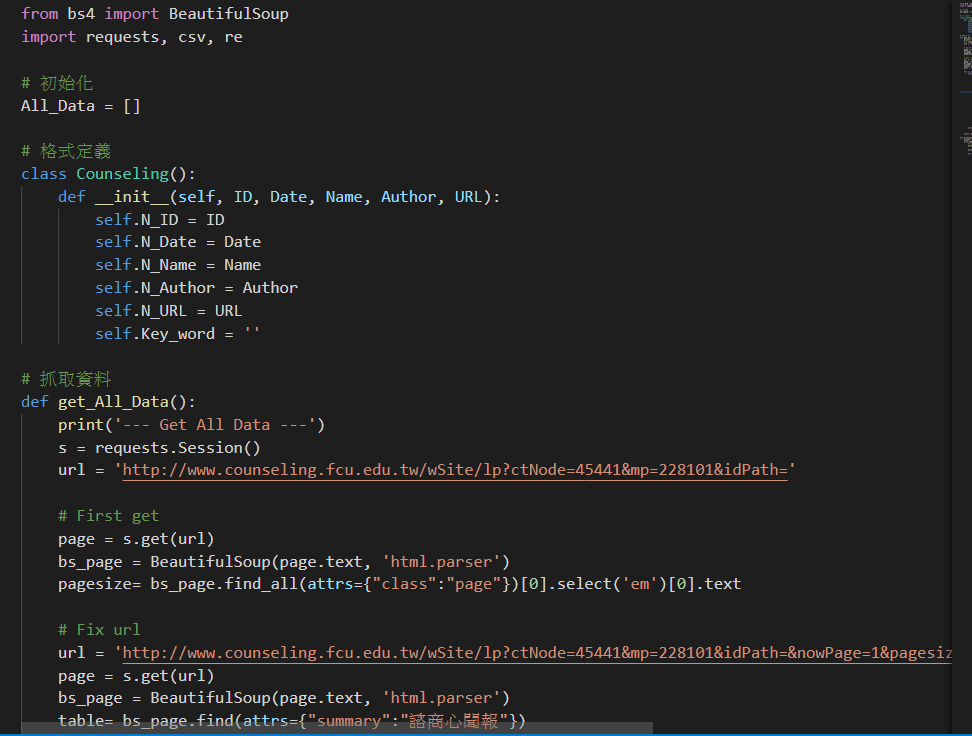 from bs4 import BeautifulSoup
import requests, csv, re
# 初始化
All_Data = []
# 格式定義
class Counseling():
def __init__(self, ID, Date, Name, Author, URL):
self.N_ID = ID
self.N_Date = Date
self.N_Name = Name
self.N_Author = Author
self.N_URL = URL
self.Key_word = ''
# 抓取資料
def get_All_Data():
print('--- Get All Data ---')
s = requests.Session()
url = 'http://www.counseling.fcu.edu.tw/wSite/lp?ctNode=45441&mp=228101&idPath='
# First get
page = s.get(url)
bs_page = BeautifulSoup(page.text, 'html.parser')
pagesize= bs_page.find_all(attrs={"class":"page"})[0].select('em')[0].text
# Fix url
url = 'http://www.counseling.fcu.edu.tw/wSite/lp?ctNode=45441&mp=228101&idPath=&nowPage=1&pagesiz
page = s.get(url)
bs_page = BeautifulSoup(page.text, 'html.parser')
table= bs_page.find(attrs={"summary":"諮商心聞報"})